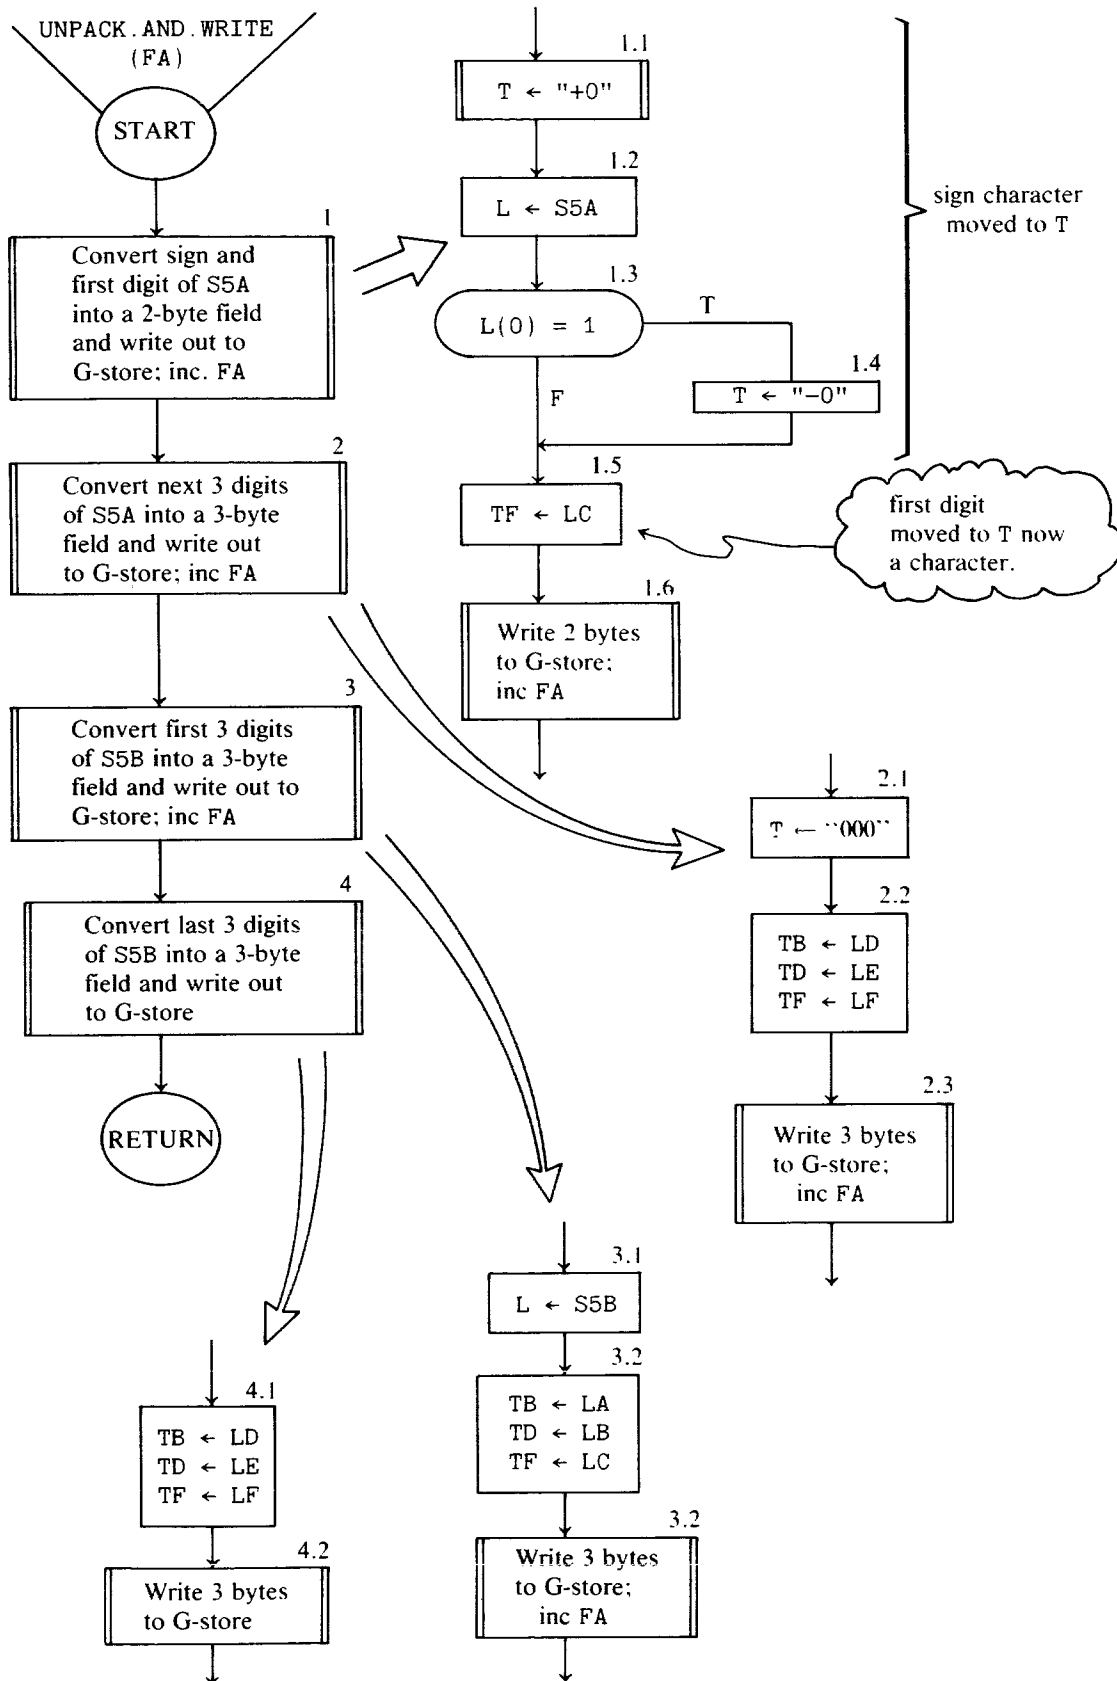 UNPACK.AND.WRITE
(FA)
START
1
Convert sign and
first digit of S5A
into a 2-byte field
and write out to
G-store; inc. FA
2
Convert next 3 digits
of S5A into a 3-byte
field and write out
to G-store; inc FA
3
Convert first 3 digits
of S5B into a 3-byte
field and write out to
G-store; inc FA
4
Convert last 3 digits
of S5B into a 3-byte
field and write out
to G-store
RETURN
1.1
T ← "+0"
1.2
L ← S5A
1.3
L(0) = 1
T
F
1.4
T ← "−0"
1.5
TF ← LC
1.6
Write 2 bytes
to G-store;
inc FA
sign character
moved to T
first digit
moved to T now
a character.
2.1
T ← "000"
2.2
TB ← LD
TD ← LE
TF ← LF
2.3
Write 3 bytes
to G-store;
inc FA
3.1
L ← S5B
3.2
TB ← LA
TD ← LB
TF ← LC
3.2
Write 3 bytes
to G-store;
inc FA
4.1
TB ← LD
TD ← LE
TF ← LF
4.2
Write 3 bytes
to G-store